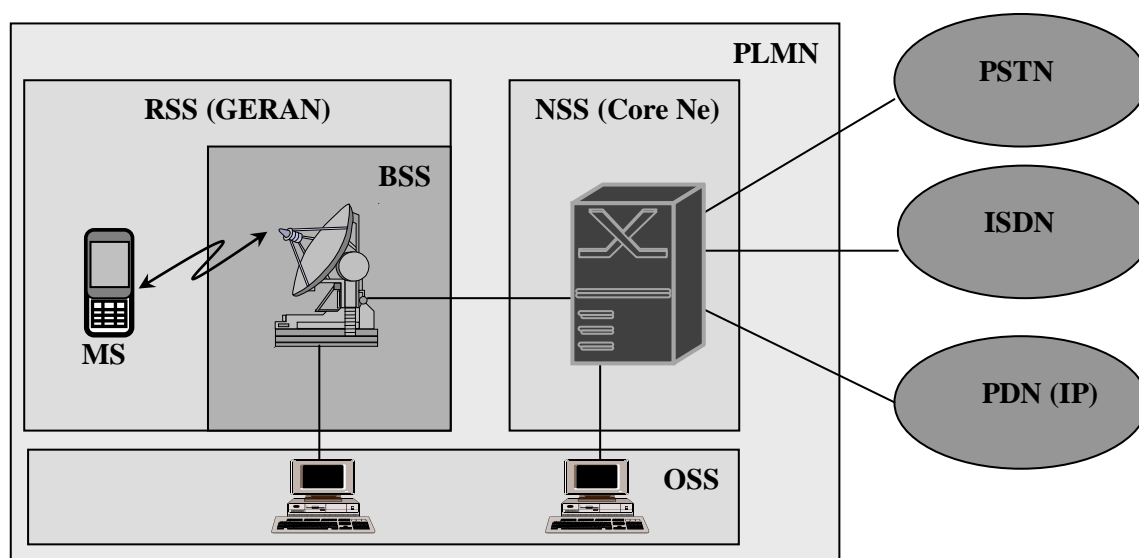 PLMN
PSTN
RSS (GERAN)
NSS (Core Ne)
BSS
ISDN
MS
PDN (IP)
OSS